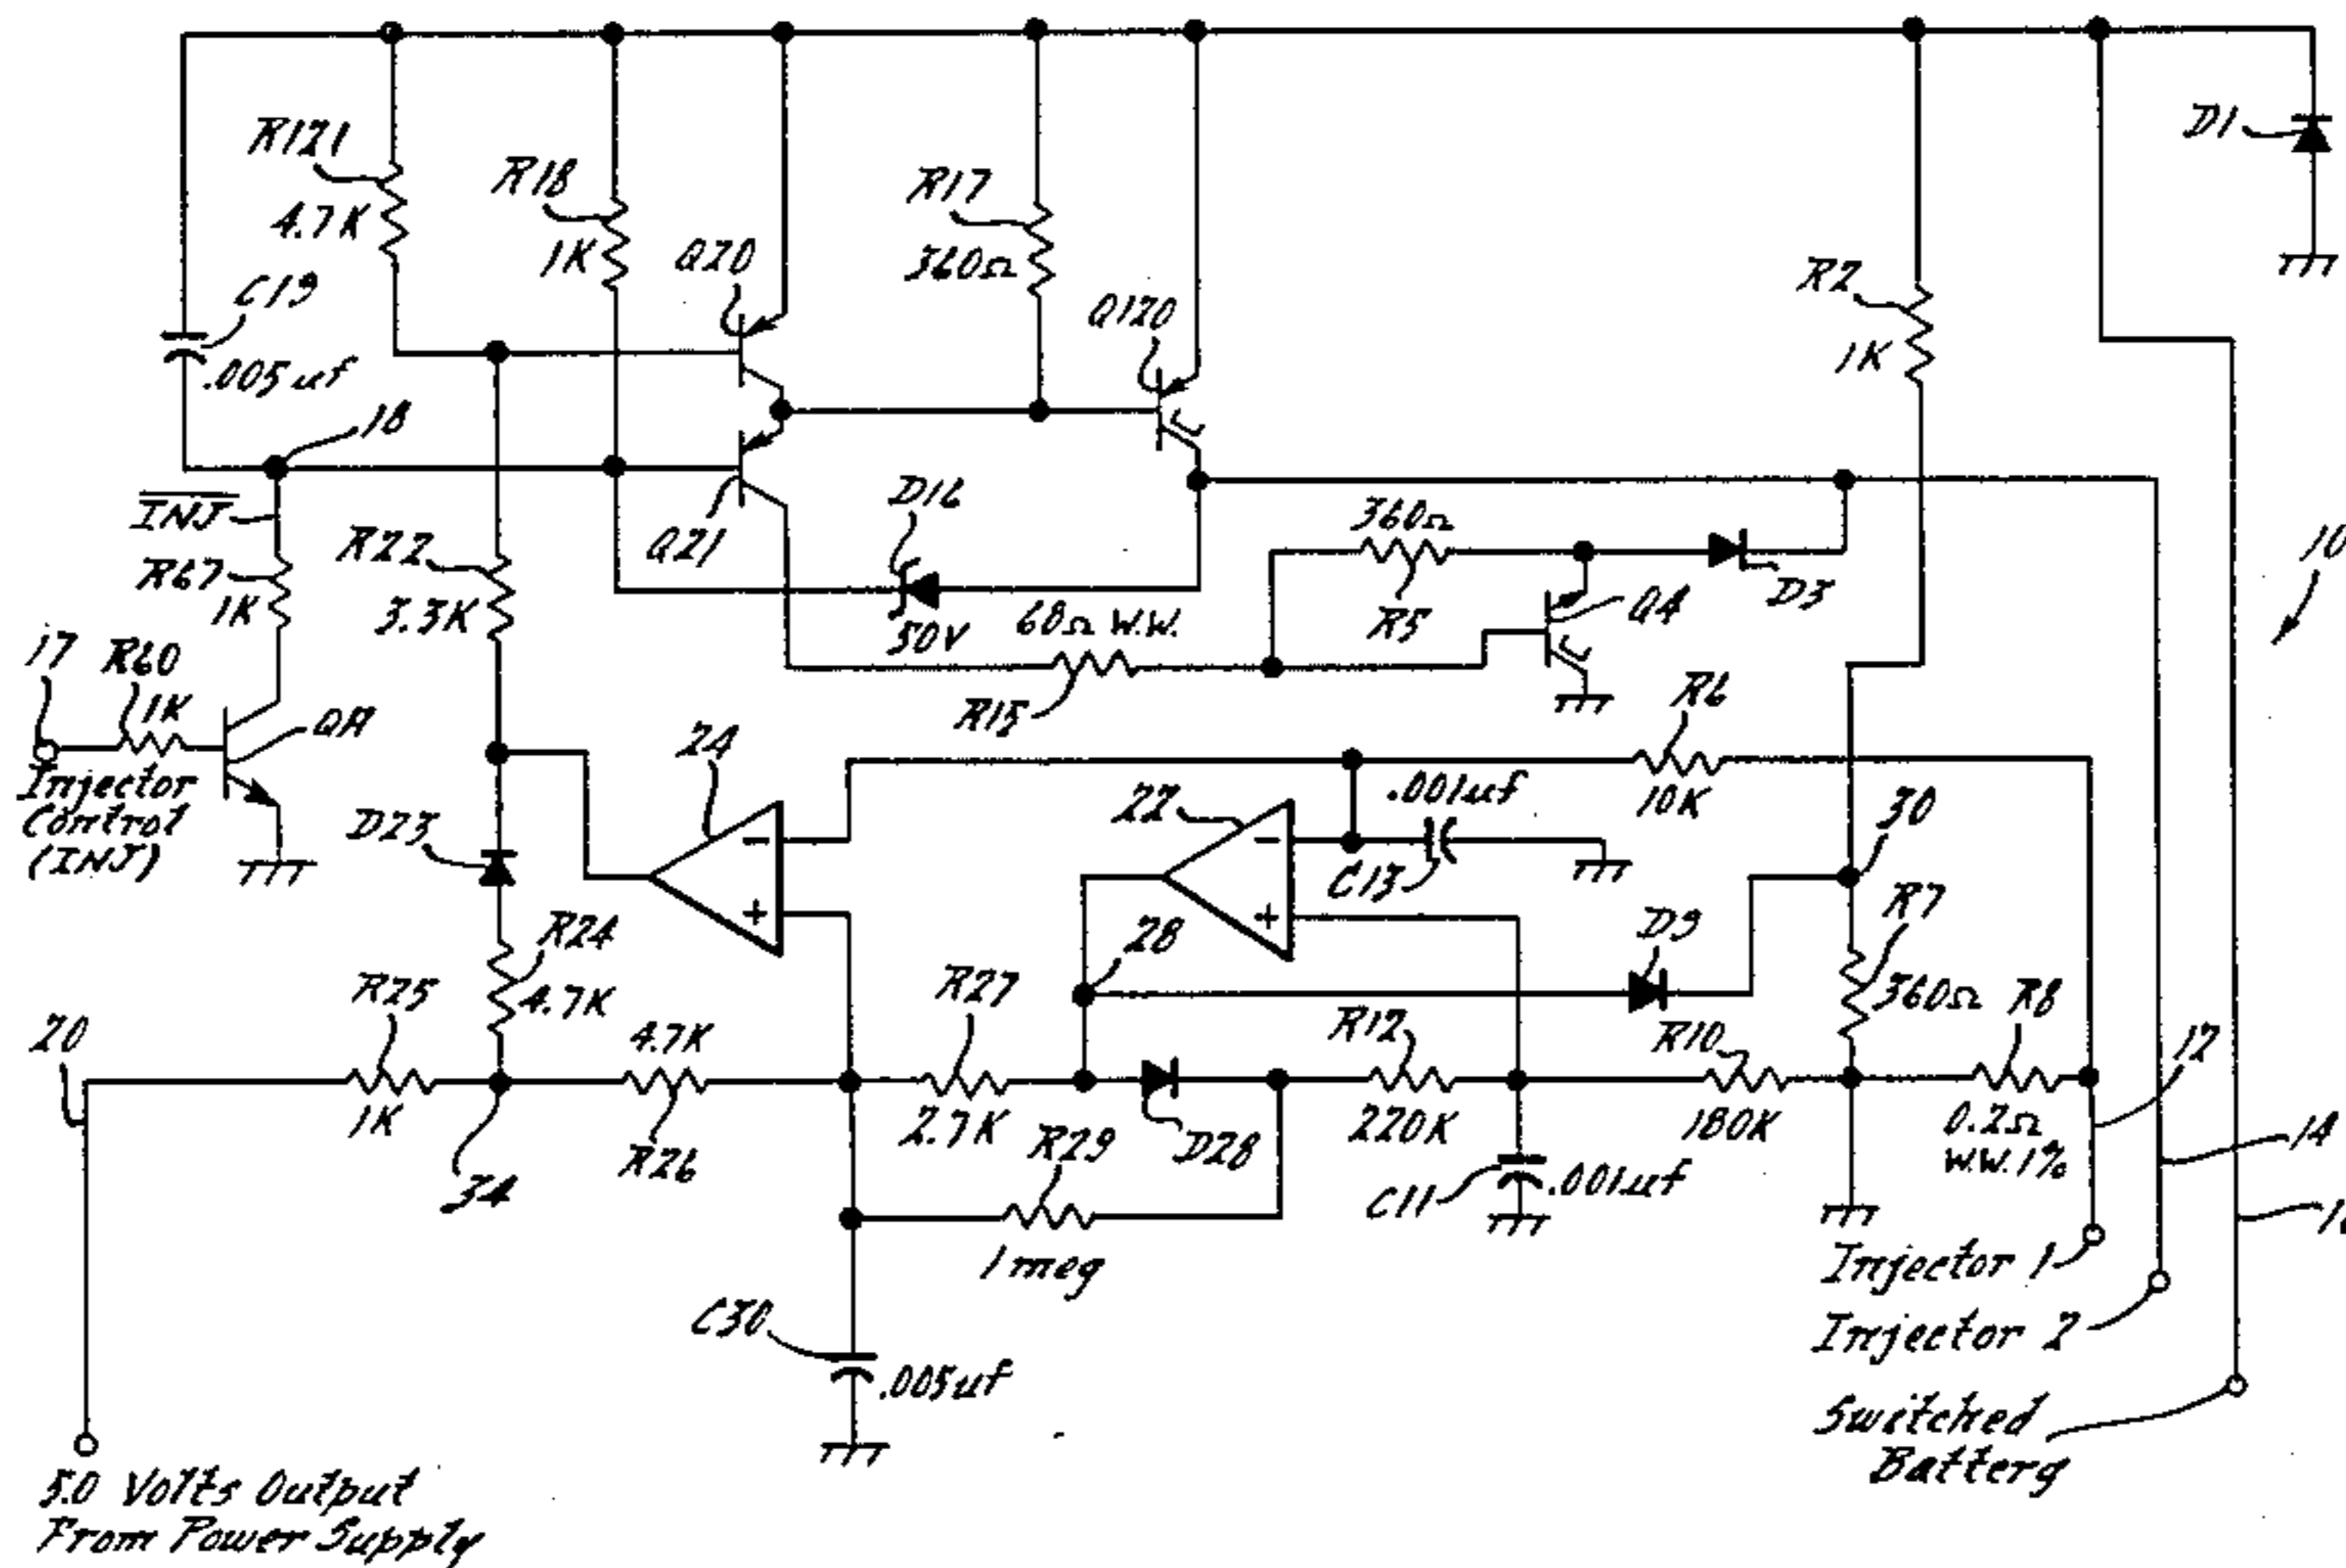 R121
4.7K
R18
1K
Q20
R17
360Ω
Q120
R2
1K
D1
C19
.005uf
18
INJ
R67
1K
R22
3.3K
Q21
D16
50V
360Ω
R5
D3
Q4
10
60Ω W.W.
R15
17
R60
1K
QA
Injector
Control
(INJ)
24
R6
10K
.001uf
22
C13
30
D23
R24
4.7K
28
D9
R7
360Ω
20
R25
1K
34
4.7K
R26
R27
2.7K
D28
R29
1 meg
R12
220K
R10
180K
C11
.001uf
R8
0.2Ω
W.W. 1%
12
14
C30
.005uf
Injector 1
Injector 2
Switched
Battery
5.0 Volts Output
From Power Supply
-
+
-
+